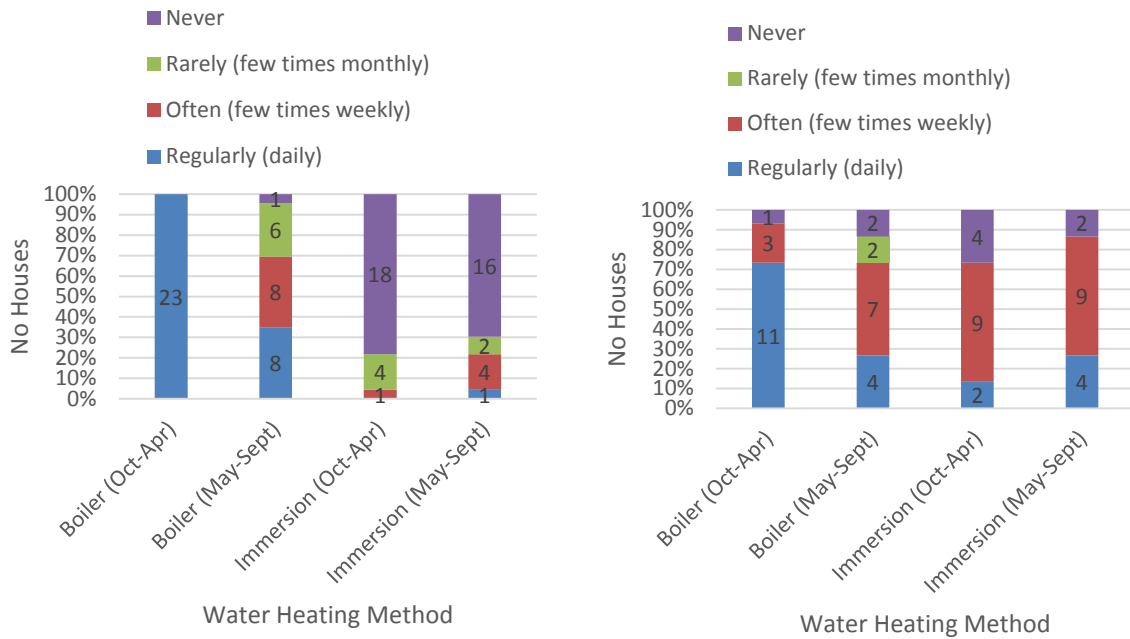 Never
Rarely (few times monthly)
Often (few times weekly)
Regularly (daily)
100%
90%
80%
70%
60%
50%
40%
30%
20%
10%
0%
No Houses
23
1
6
8
8
18
4
1
16
2
4
1
Boiler (Oct-Apr)
Boiler (May-Sept)
Immersion (Oct-Apr)
Immersion (May-Sept)
Water Heating Method
Never
Rarely (few times monthly)
Often (few times weekly)
Regularly (daily)
100%
90%
80%
70%
60%
50%
40%
30%
20%
10%
0%
No Houses
1
3
11
2
2
7
4
4
9
2
2
9
4
Boiler (Oct-Apr)
Boiler (May-Sept)
Immersion (Oct-Apr)
Immersion (May-Sept)
Water Heating Method